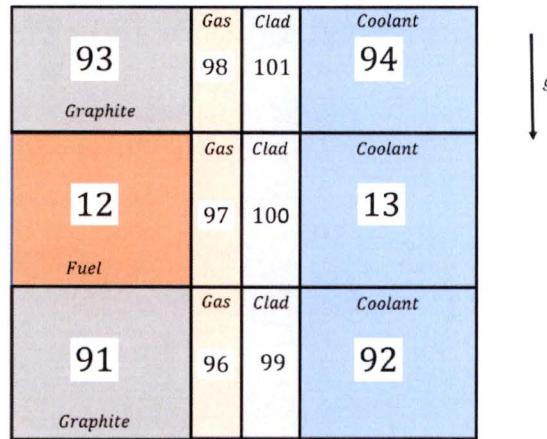 Gas Clad Coolant
93 98 101 94
Graphite
Gas Clad Coolant
12 97 100 13
Fuel
Gas Clad Coolant
91 96 99 92
Graphite
g